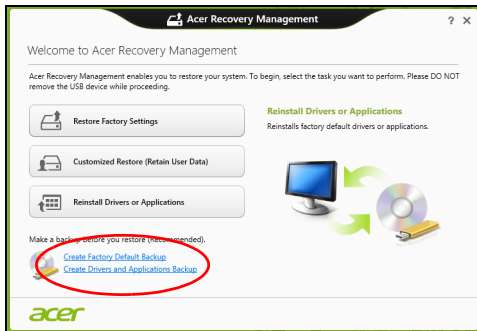 Acer Recovery Management
? ×
Welcome to Acer Recovery Management
Acer Recovery Management enables you to restore your system. To begin, select the task you want to perform. Please DO NOT
remove the USB device while proceeding.
Restore Factory Settings
Customized Restore (Retain User Data)
Reinstall Drivers or Applications
Reinstall Drivers or Applications
Reinstalls factory default drivers or applications.
Make a backup before you restore (Recommended).
Create Factory Default Backup
Create Drivers and Applications Backup
acer